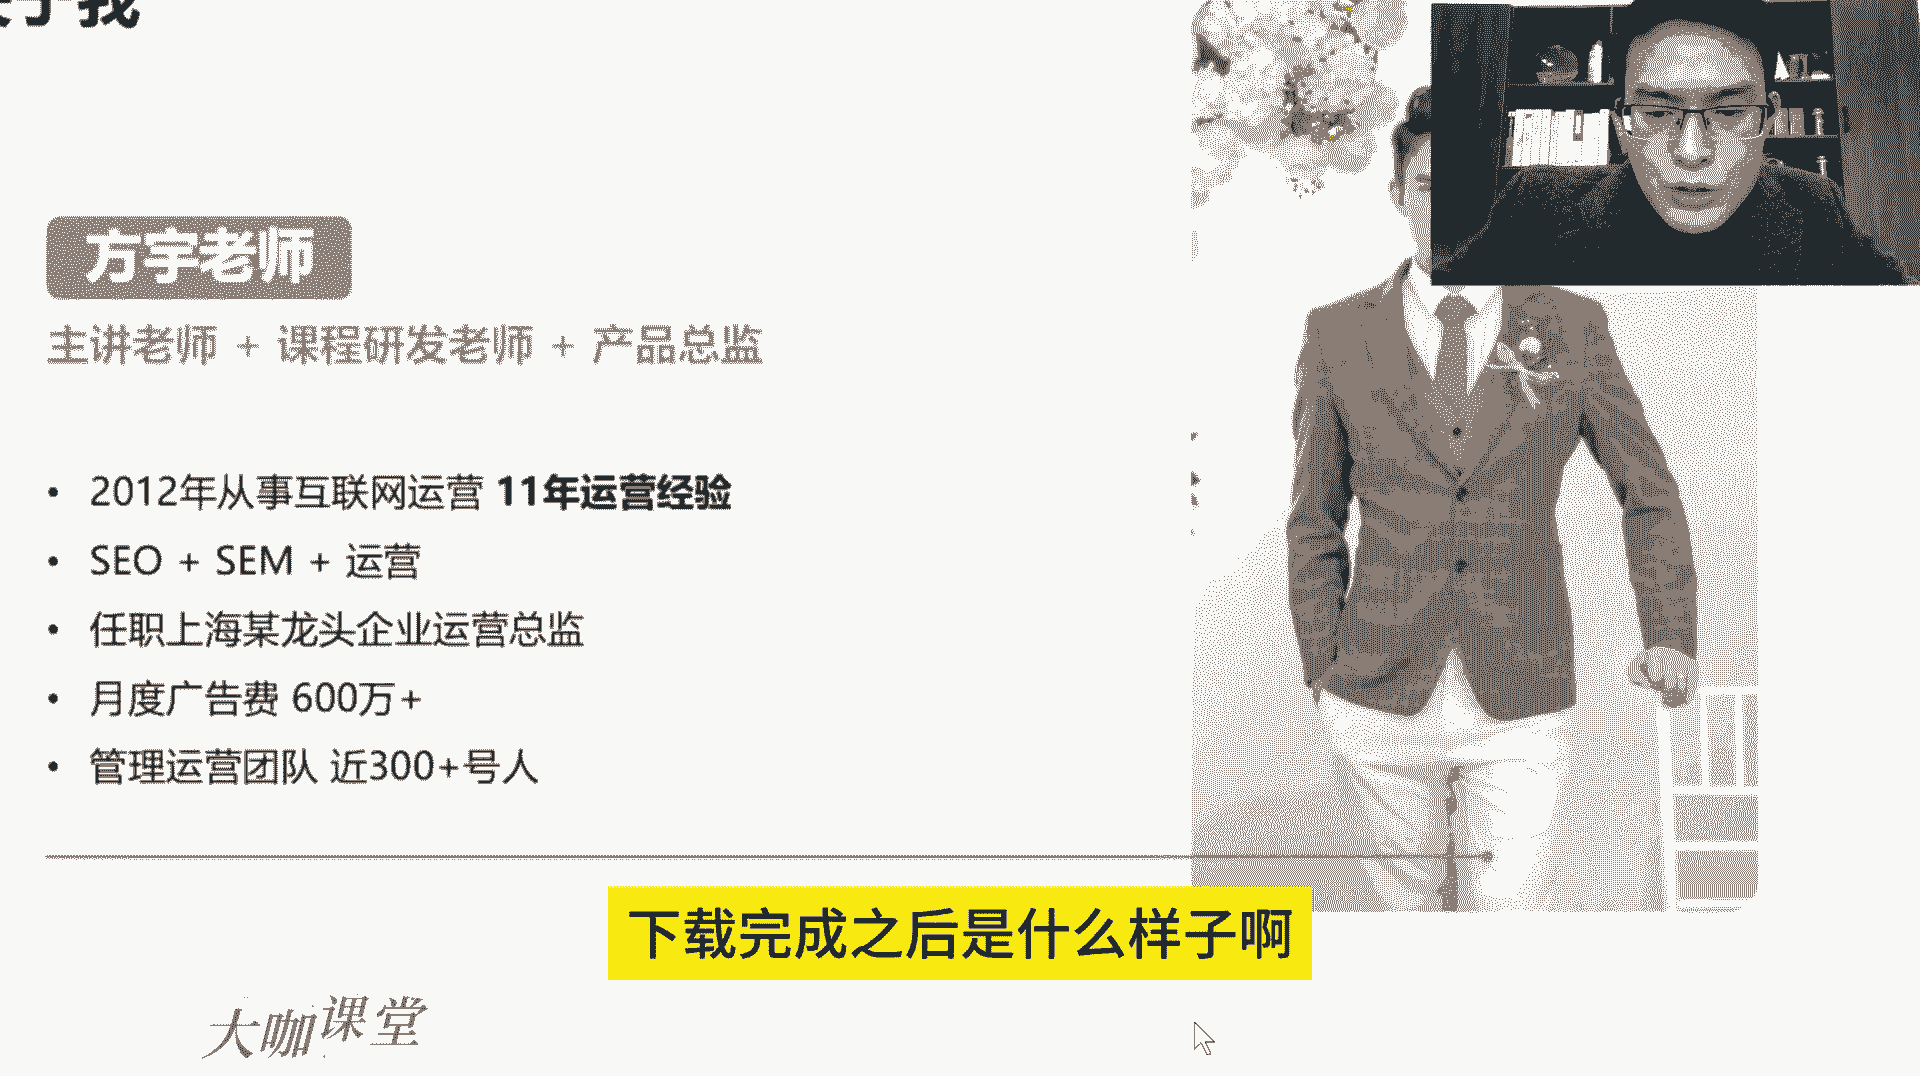 关于我
方宇老师
主讲老师 + 课程研发老师 + 产品总监
• 2012年从事互联网运营 11年运营经验
• SEO + SEM + 运营
• 任职上海某龙头企业运营总监
• 月度广告费 600万+
• 管理运营团队 近300+号人
下载完成之后是什么样子啊
大咖课堂